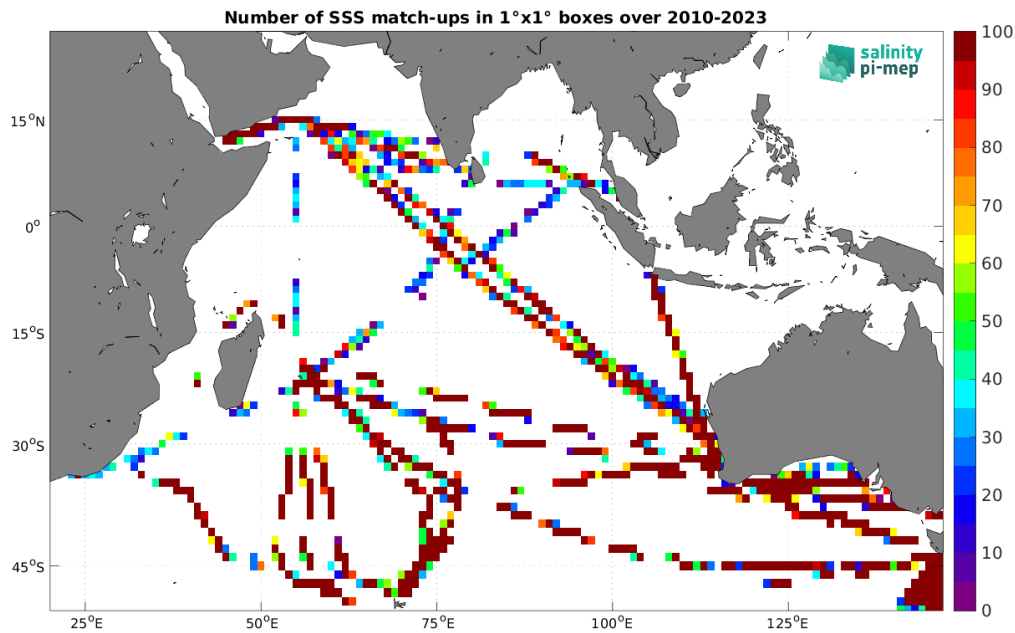 Number of SSS match-ups in 1°x1° boxes over 2010-2023
salinity
pi-mep
15°N
0°
15°S
30°S
45°S
25°E
50°E
75°E
100°E
125°E
100
90
80
70
60
50
40
30
20
10
0